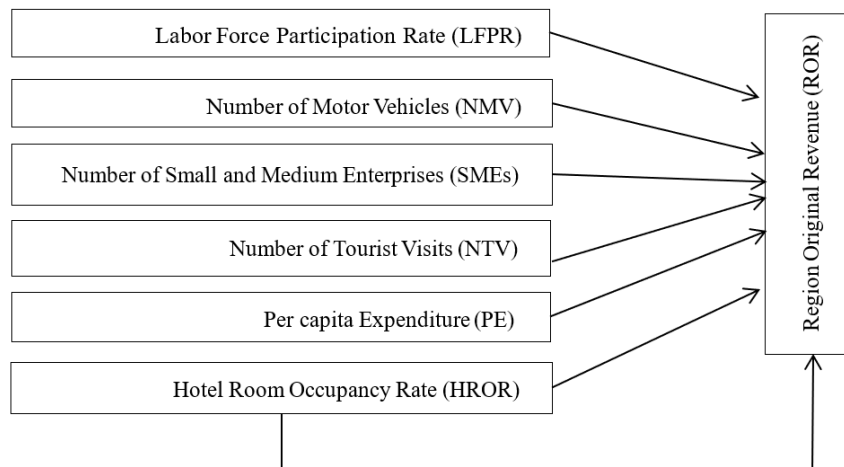 Labor Force Participation Rate (LFPR)
Number of Motor Vehicles (NMV)
Number of Small and Medium Enterprises (SMEs)
Number of Tourist Visits (NTV)
Per capita Expenditure (PE)
Hotel Room Occupancy Rate (HROR)
Region Original Revenue (ROR)